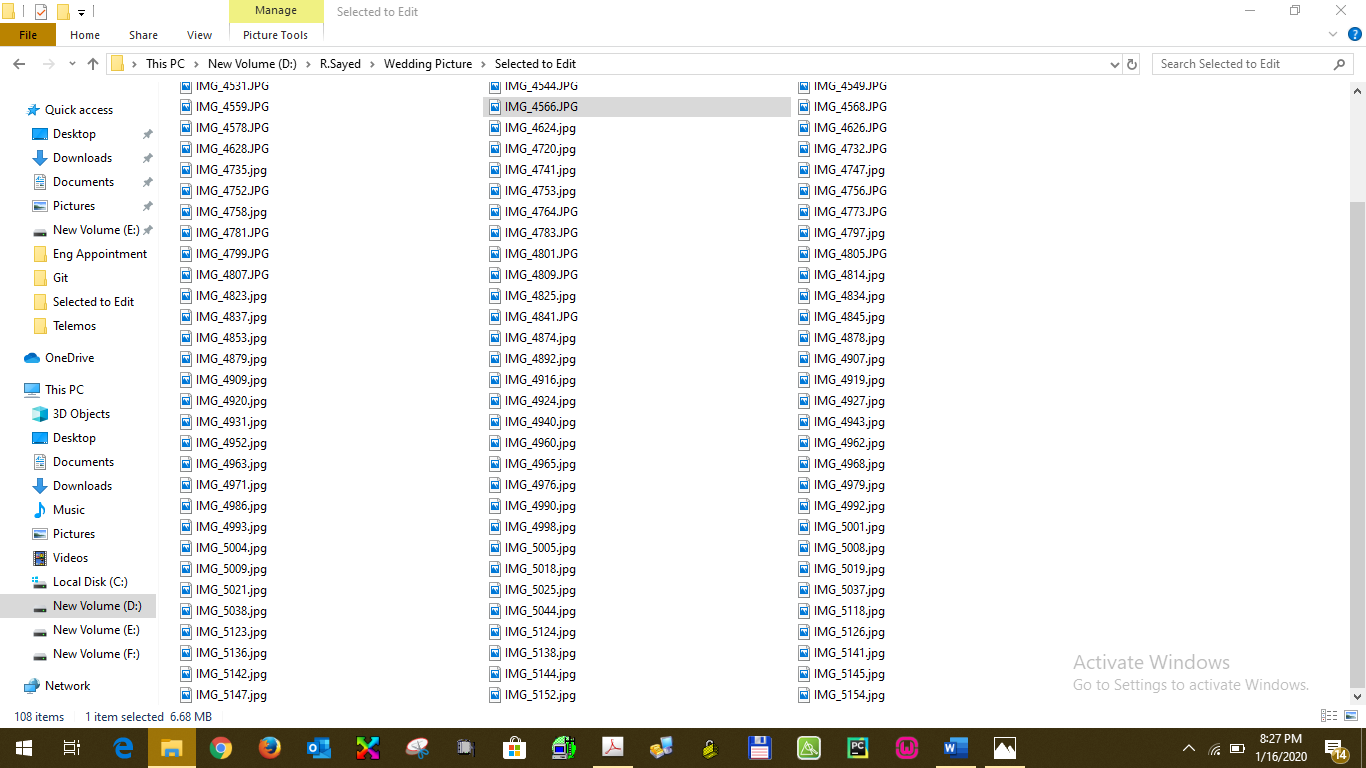 Manage
Selected to Edit
File Home Share View Picture Tools
This PC New Volume (D:) R.Sayed Wedding Picture Selected to Edit
Search Selected to Edit
Quick access
Desktop
Downloads
Documents
Pictures
New Volume (E:)
Eng Appointment
Git
Selected to Edit
Telemos
OneDrive
This PC
3D Objects
Desktop
Documents
Downloads
Music
Pictures
Videos
Local Disk (C:)
New Volume (D:)
New Volume (E:)
New Volume (F:)
Network
IMG_4531.JPG IMG_4544.JPG IMG_4549.JPG
IMG_4559.JPG IMG_4566.JPG IMG_4568.JPG
IMG_4578.JPG IMG_4624.jpg IMG_4626.JPG
IMG_4628.JPG IMG_4720.jpg IMG_4732.JPG
IMG_4735.jpg IMG_4741.jpg IMG_4747.jpg
IMG_4752.JPG IMG_4753.jpg IMG_4756.JPG
IMG_4758.jpg IMG_4764.JPG IMG_4773.JPG
IMG_4781.JPG IMG_4783.JPG IMG_4797.jpg
IMG_4799.JPG IMG_4801.JPG IMG_4805.JPG
IMG_4807.JPG IMG_4809.JPG IMG_4814.jpg
IMG_4823.jpg IMG_4825.jpg IMG_4834.jpg
IMG_4837.jpg IMG_4841.JPG IMG_4845.jpg
IMG_4853.jpg IMG_4874.jpg IMG_4878.jpg
IMG_4879.jpg IMG_4892.jpg IMG_4907.jpg
IMG_4909.jpg IMG_4916.jpg IMG_4919.jpg
IMG_4920.jpg IMG_4924.jpg IMG_4927.jpg
IMG_4931.jpg IMG_4940.jpg IMG_4943.jpg
IMG_4952.jpg IMG_4960.jpg IMG_4962.jpg
IMG_4963.jpg IMG_4965.jpg IMG_4968.jpg
IMG_4971.jpg IMG_4976.jpg IMG_4979.jpg
IMG_4986.jpg IMG_4990.jpg IMG_4992.jpg
IMG_4993.jpg IMG_4998.jpg IMG_5001.jpg
IMG_5004.jpg IMG_5005.jpg IMG_5008.jpg
IMG_5009.jpg IMG_5018.jpg IMG_5019.jpg
IMG_5021.jpg IMG_5025.jpg IMG_5037.jpg
IMG_5038.jpg IMG_5044.jpg IMG_5118.jpg
IMG_5123.jpg IMG_5124.jpg IMG_5126.jpg
IMG_5136.jpg IMG_5138.jpg IMG_5141.jpg
IMG_5142.jpg IMG_5144.jpg IMG_5145.jpg
IMG_5147.jpg IMG_5152.jpg IMG_5154.jpg
Activate Windows
Go to Settings to activate Windows.
108 items 1 item selected 6.68 MB
8:27 PM
1/16/2020
14